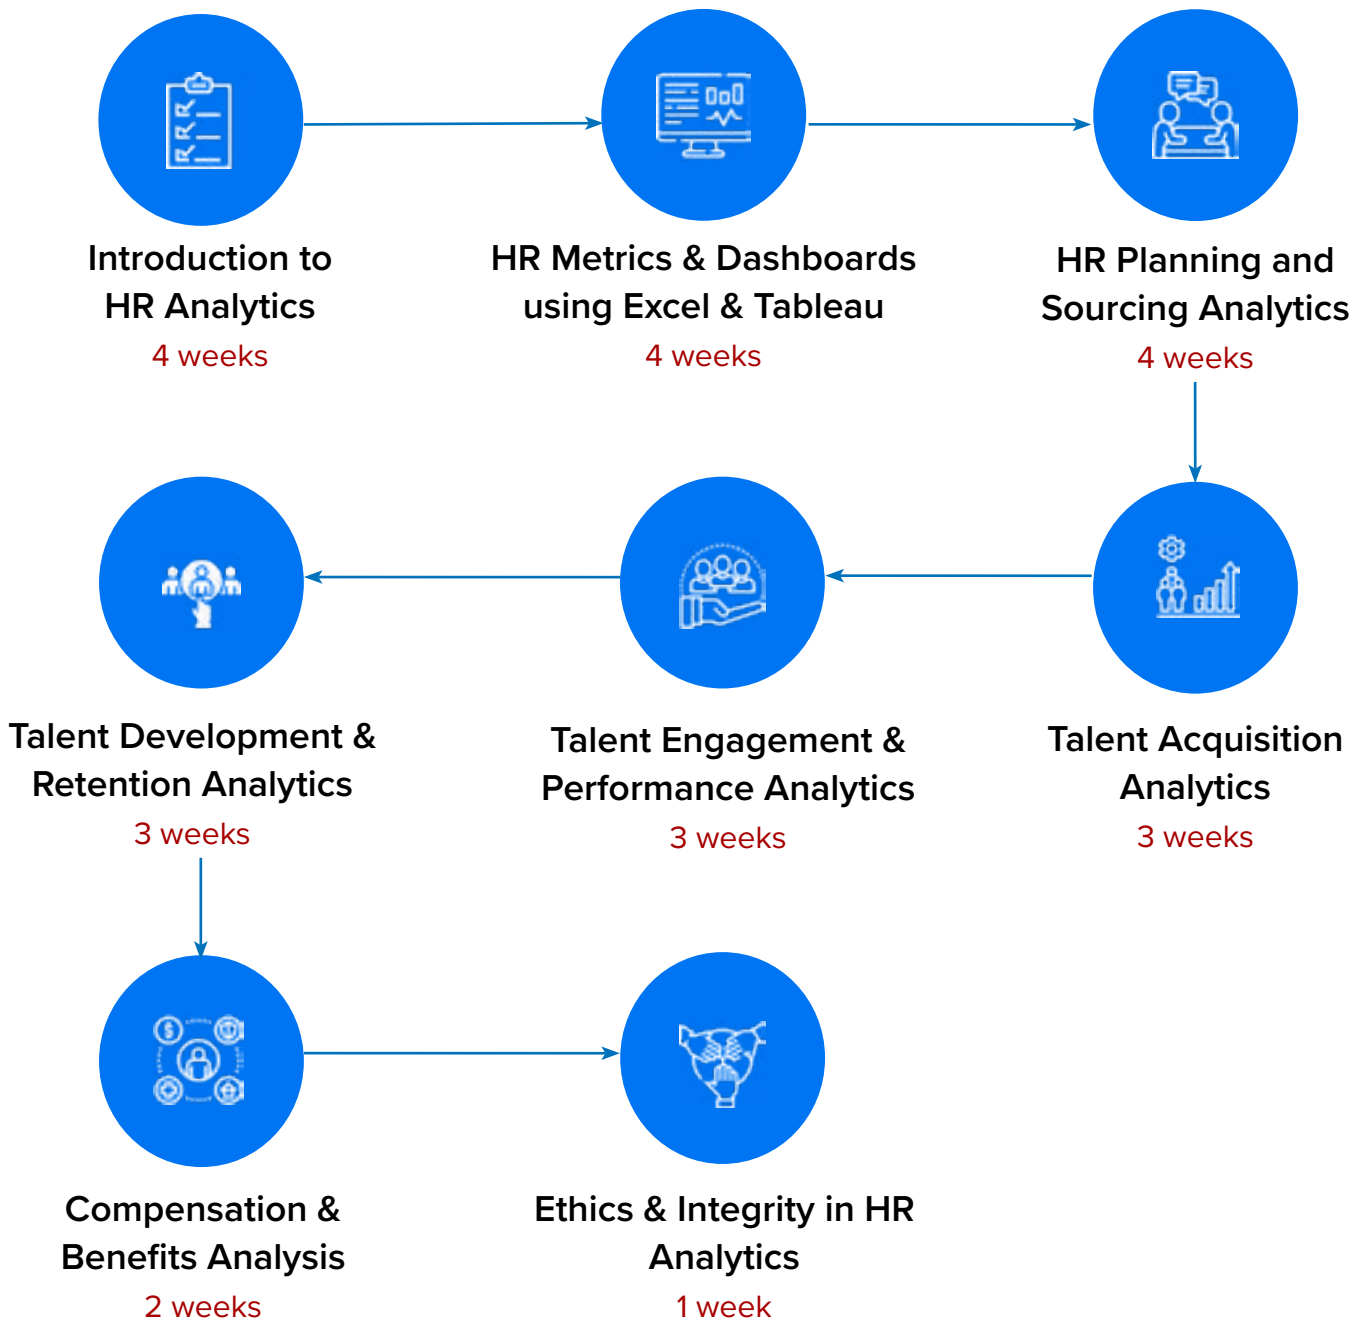 Introduction to
HR Analytics
4 weeks
HR Metrics & Dashboards
using Excel & Tableau
4 weeks
HR Planning and
Sourcing Analytics
4 weeks
Talent Acquisition
Analytics
3 weeks
Talent Engagement &
Performance Analytics
3 weeks
Talent Development &
Retention Analytics
3 weeks
Compensation &
Benefits Analysis
2 weeks
Ethics & Integrity in HR
Analytics
1 week